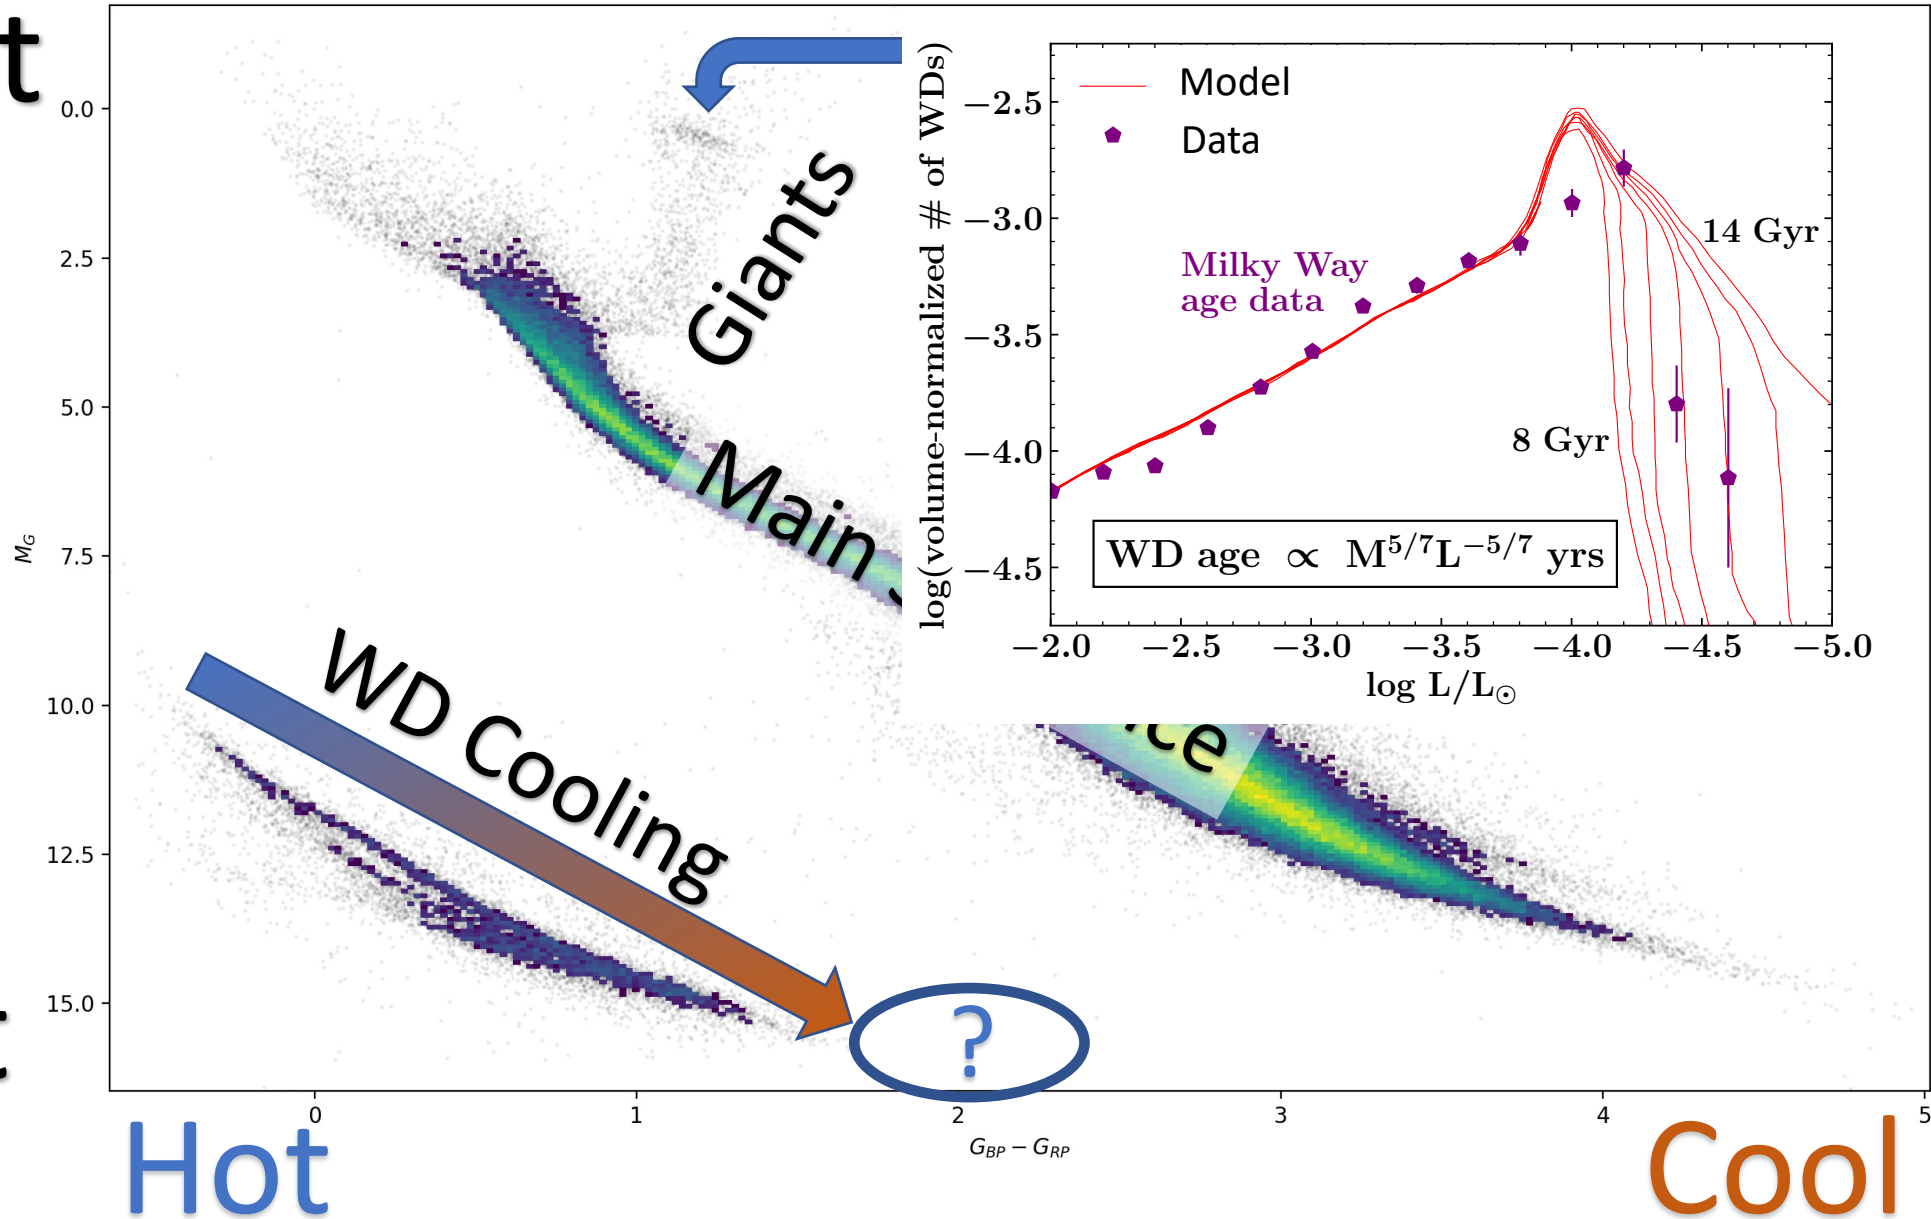 t
0.0
2.5
5.0
7.5
10.0
12.5
15.0
M_G
Giants
Main
WD Cooling
?
t
0
1
2
3
4
5
G_BP − G_RP
Hot
Cool
log(volume-normalized # of WDs)
−2.5
−3.0
−3.5
−4.0
−4.5
Model
Data
Milky Way
age data
14 Gyr
8 Gyr
WD age ∝ M^{5/7}L^{−5/7} yrs
−2.0
−2.5
−3.0
−3.5
−4.0
−4.5
−5.0
log L/L_⊙
ce